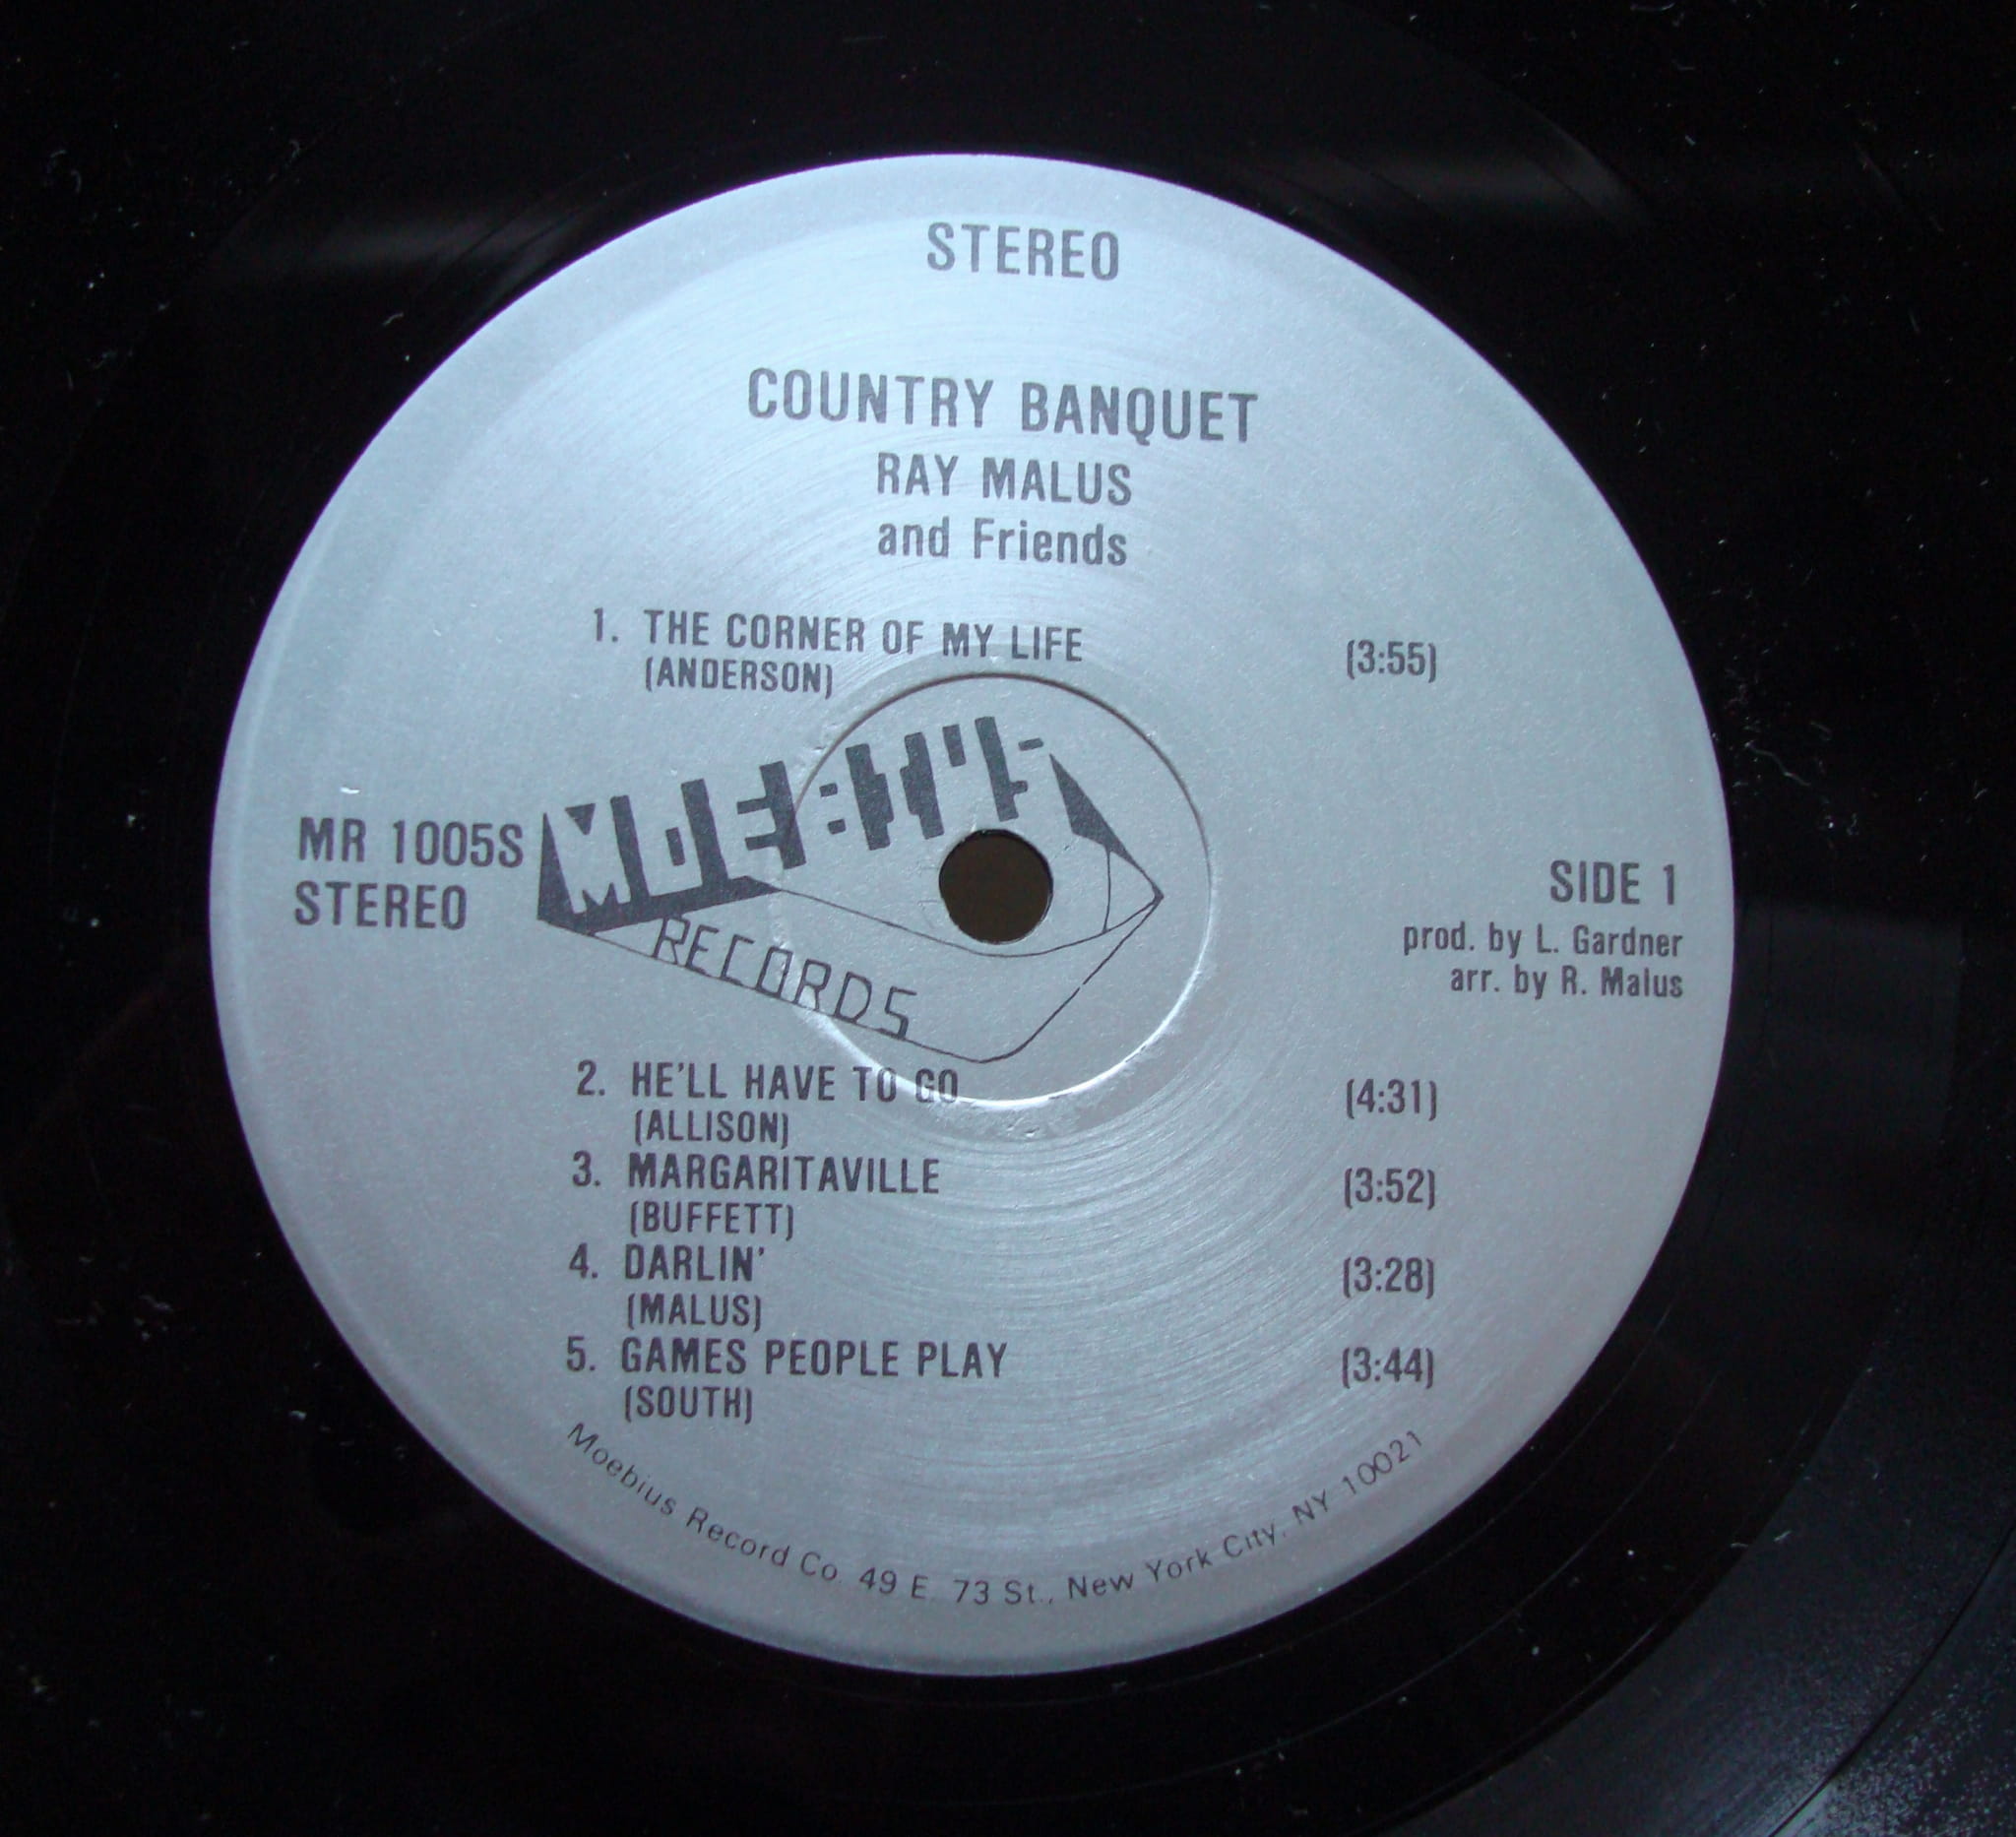 STEREO
COUNTRY BANQUET
RAY MALUS
and Friends
1. THE CORNER OF MY LIFE (3:55)
(ANDERSON)
MOEBIUS
RECORDS
MR 1005S
STEREO
SIDE 1
prod. by L. Gardner
arr. by R. Malus
2. HE'LL HAVE TO GO (4:31)
(ALLISON)
3. MARGARITAVILLE (3:52)
(BUFFETT)
4. DARLIN' (3:28)
(MALUS)
5. GAMES PEOPLE PLAY (3:44)
(SOUTH)
Moebius Record Co. 49 E. 73 St., New York City, NY 10021